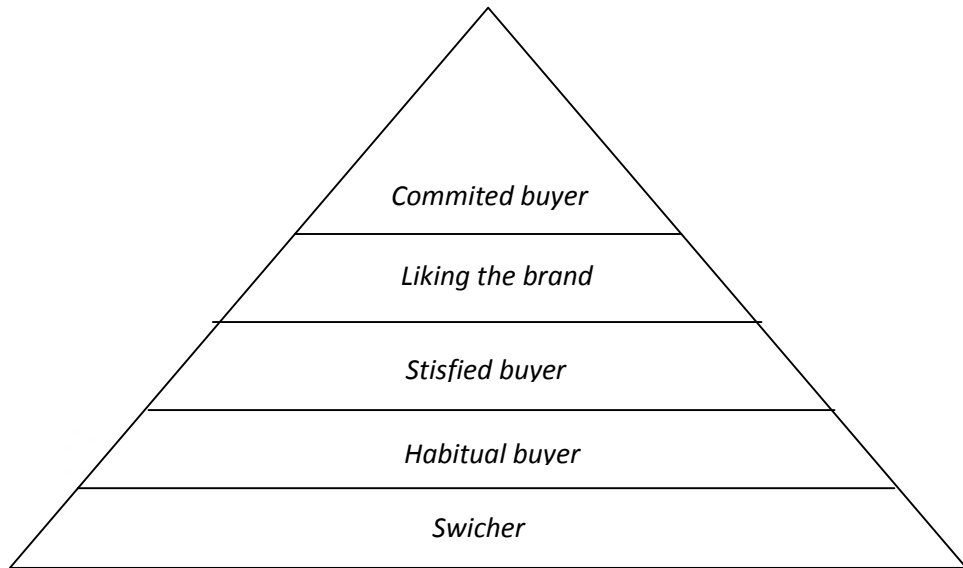 Commited buyer
Liking the brand
Stisfied buyer
Habitual buyer
Swicher